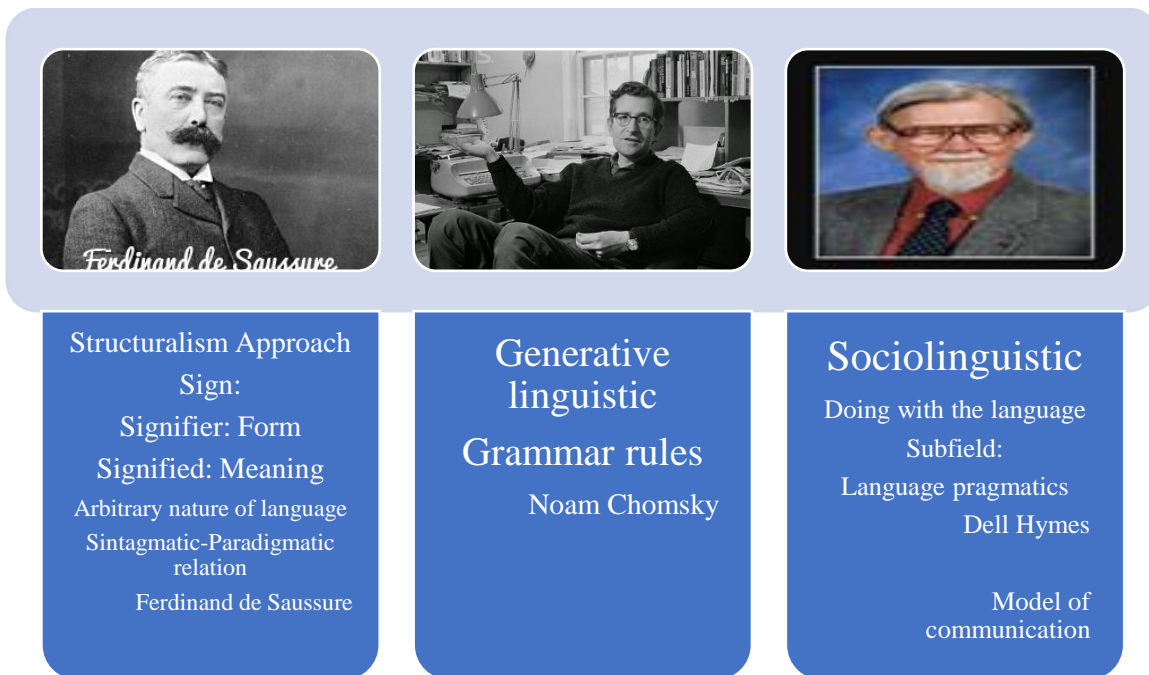 Ferdinand de Saussure
Structuralism Approach
Sign:
Signifier: Form
Signified: Meaning
Arbitrary nature of language
Sintagmatic-Paradigmatic
relation
Ferdinand de Saussure
Generative
linguistic
Grammar rules
Noam Chomsky
Sociolinguistic
Doing with the language
Subfield:
Language pragmatics
Dell Hymes
Model of
communication